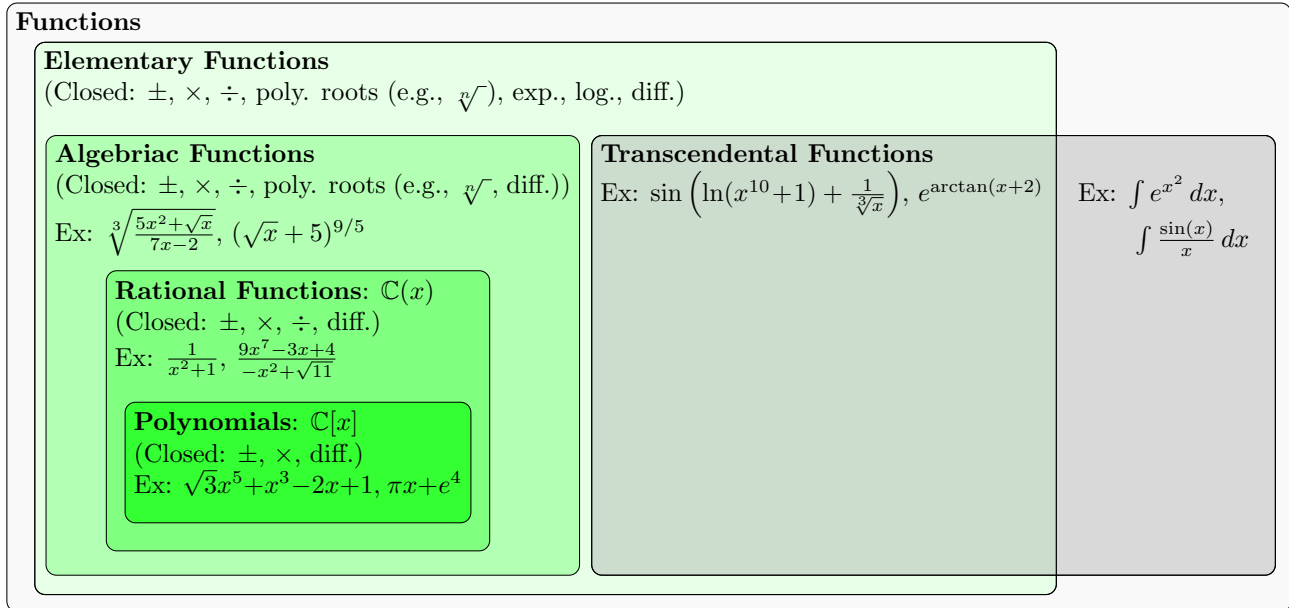 Functions
Elementary Functions
(Closed: ±, ×, ÷, poly. roots (e.g., ⁿ√ ), exp., log., diff.)
Algebriac Functions
(Closed: ±, ×, ÷, poly. roots (e.g., ⁿ√ , diff.))
Ex: ∛((5x²+√x)/(7x−2)), (√x + 5)^{9/5}
Rational Functions: ℂ(x)
(Closed: ±, ×, ÷, diff.)
Ex: 1/(x²+1), (9x⁷−3x+4)/(−x²+√11)
Polynomials: ℂ[x]
(Closed: ±, ×, diff.)
Ex: √3x⁵+x³−2x+1, πx+e⁴
Transcendental Functions
Ex: sin(ln(x¹⁰+1) + 1/∛x), e^{arctan(x+2)}
Ex: ∫ e^{x²} dx,
∫ sin(x)/x dx